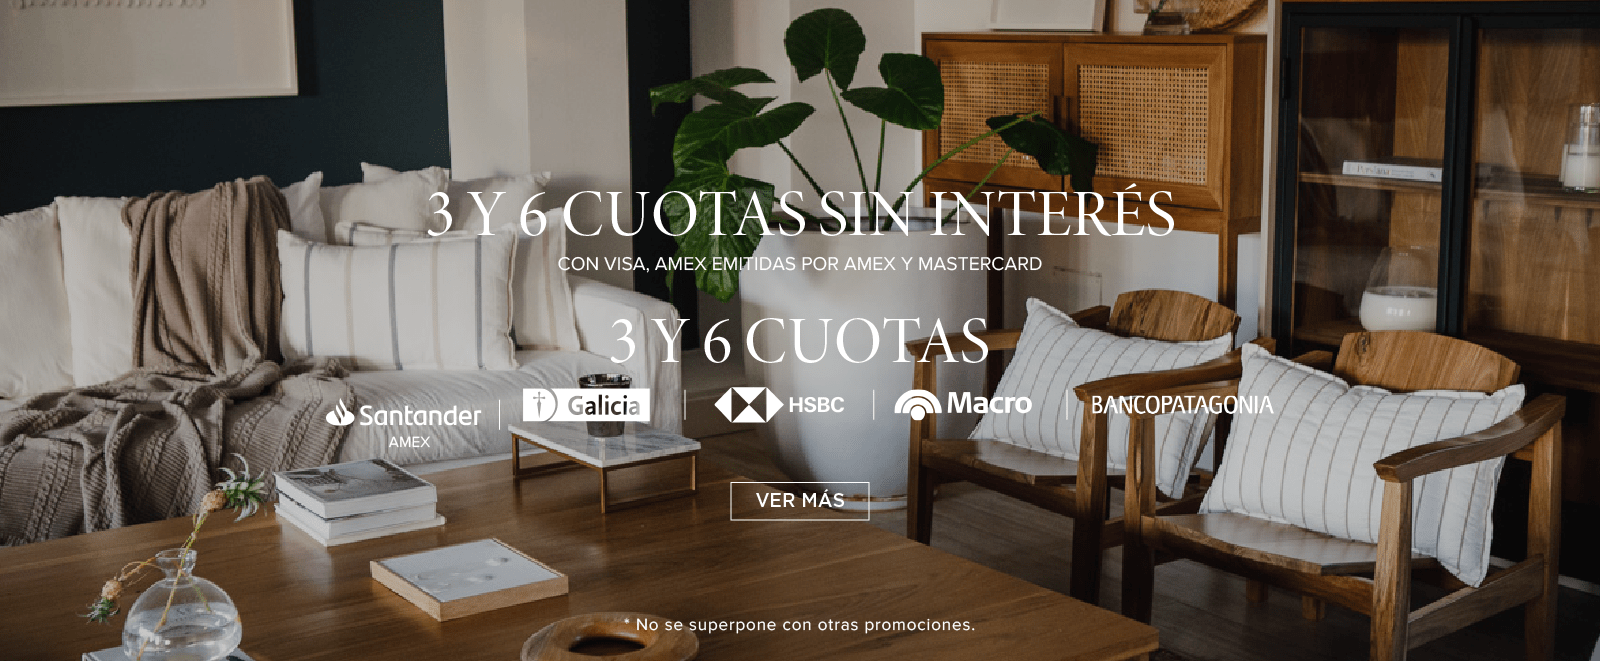 3 Y 6 CUOTAS SIN INTERÉS
CON VISA, AMEX EMITIDAS POR AMEX Y MASTERCARD
3 Y 6 CUOTAS
Santander
AMEX
Galicia
HSBC
Macro
BANCOPATAGONIA
VER MÁS
* No se superpone con otras promociones.